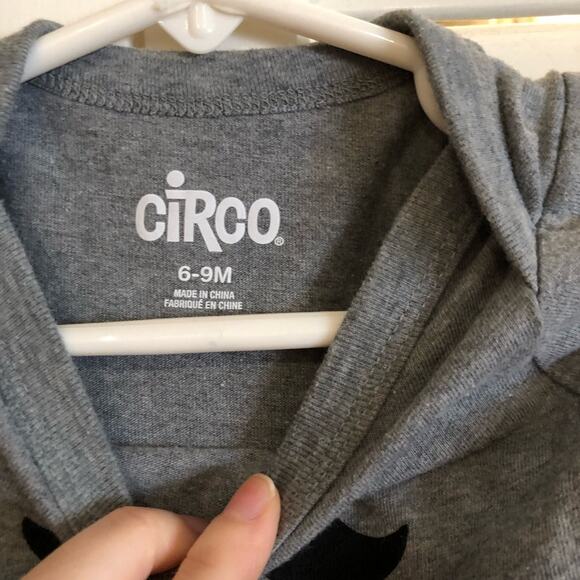 CiRCO®
6-9M
MADE IN CHINA
FABRIQUÉ EN CHINE